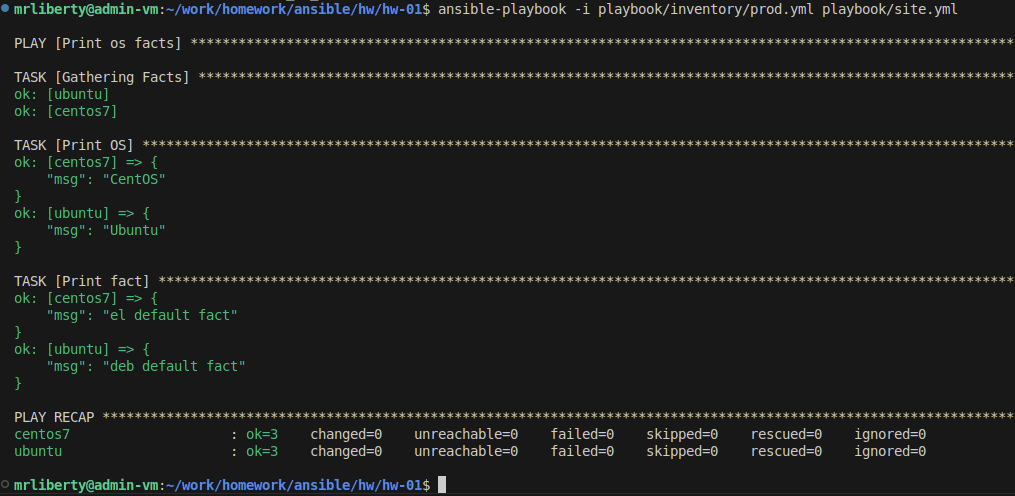 mrliberty@admin-vm:~/work/homework/ansible/hw/hw-01$ ansible-playbook -i playbook/inventory/prod.yml playbook/site.yml
PLAY [Print os facts] *******************************************************************************************************
TASK [Gathering Facts] ******************************************************************************************************
ok: [ubuntu]
ok: [centos7]
TASK [Print OS] *************************************************************************************************************
ok: [centos7] => {
    "msg": "CentOS"
}
ok: [ubuntu] => {
    "msg": "Ubuntu"
}
TASK [Print fact] ***********************************************************************************************************
ok: [centos7] => {
    "msg": "el default fact"
}
ok: [ubuntu] => {
    "msg": "deb default fact"
}
PLAY RECAP ******************************************************************************************************************
centos7                    : ok=3    changed=0    unreachable=0    failed=0    skipped=0    rescued=0    ignored=0
ubuntu                     : ok=3    changed=0    unreachable=0    failed=0    skipped=0    rescued=0    ignored=0
mrliberty@admin-vm:~/work/homework/ansible/hw/hw-01$